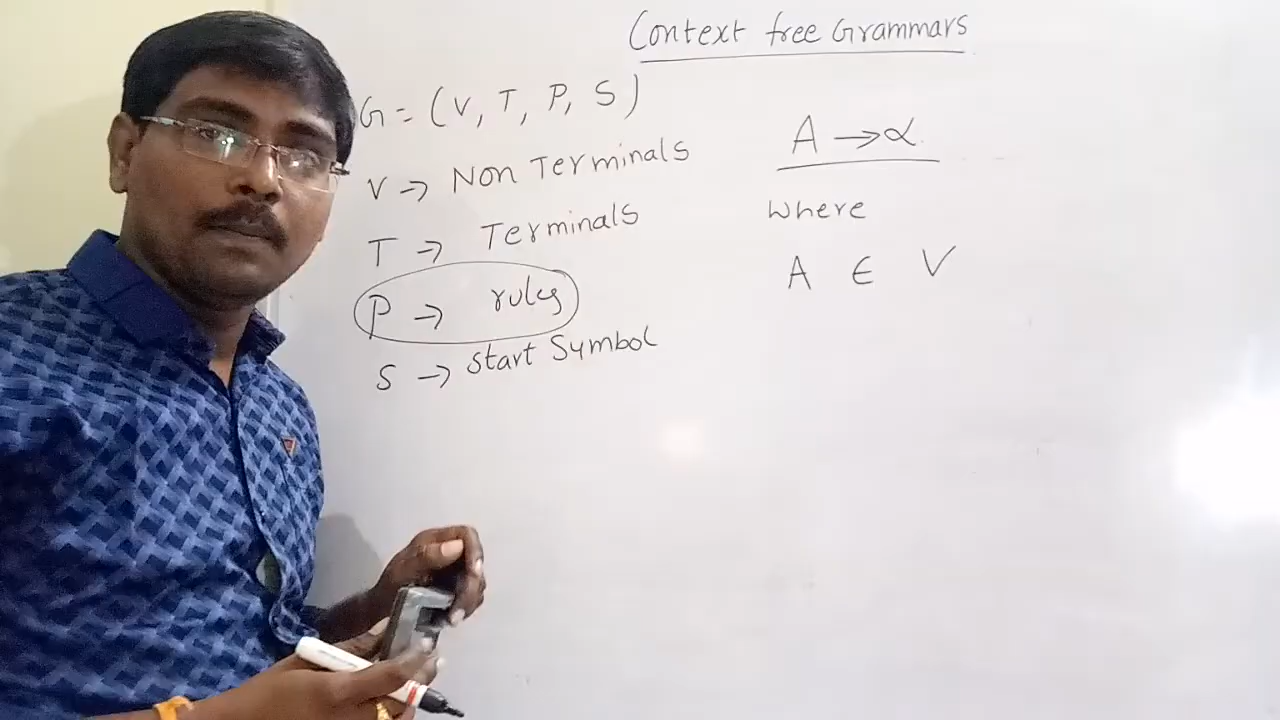 Context free Grammars
G = (V, T, P, S)
V → Non Terminals
T → Terminals
P → rules
S → Start Symbol
A → α
Where
A ∈ V